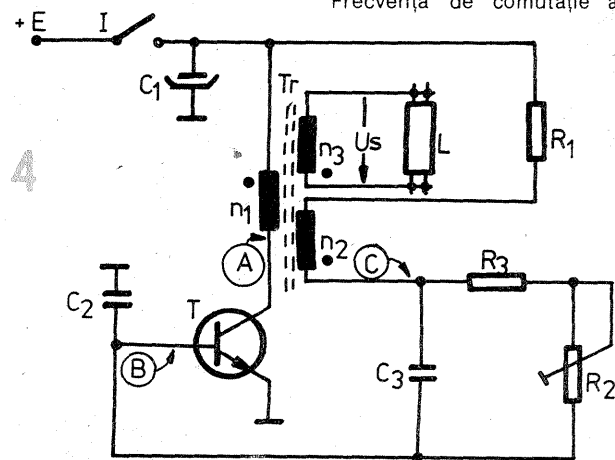 Frecvența de comutație a
+E I
C1 Tr
n3 Us L R1
4
n1
A n2
C R3
C2 T
B C3 R2